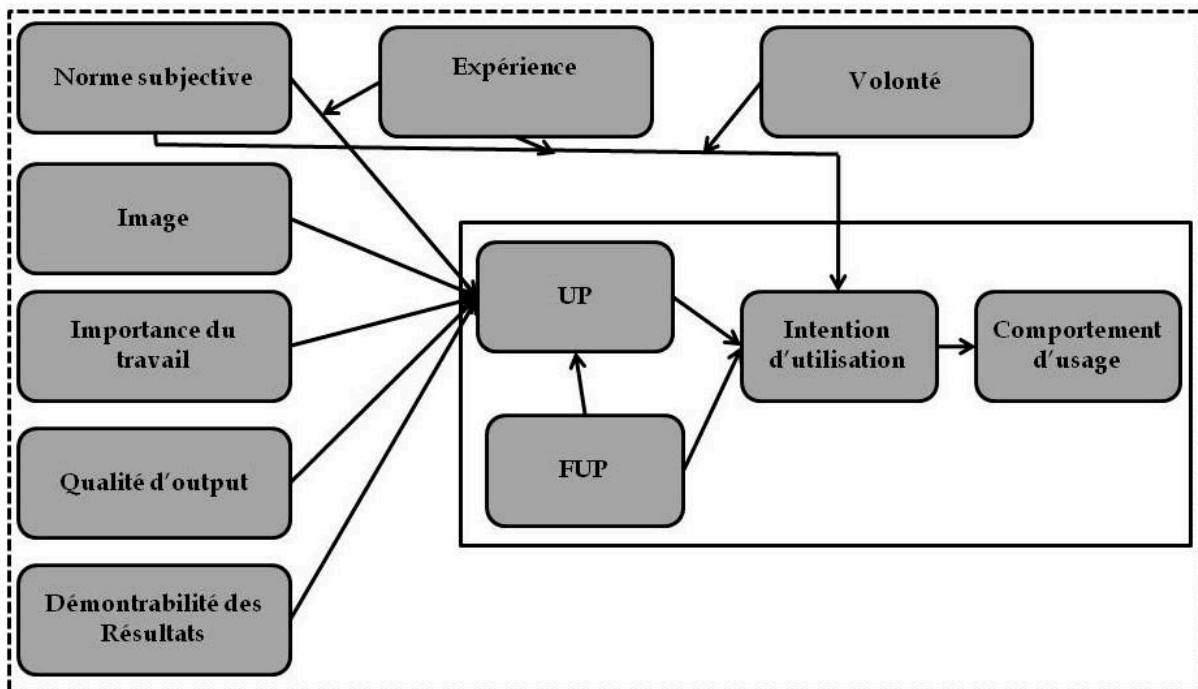 Norme subjective
Expérience
Volonté
Image
Importance du
travail
UP
Intention
d'utilisation
Comportement
d'usage
Qualité d'output
FUP
Démontrabilité des
Résultats